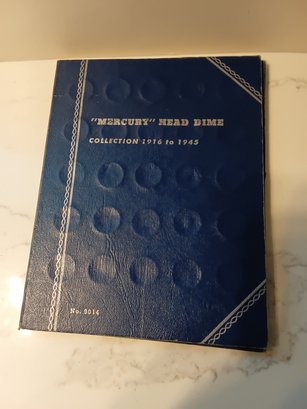 "MERCURY" HEAD DIME
COLLECTION 1916 to 1945
No. 9014